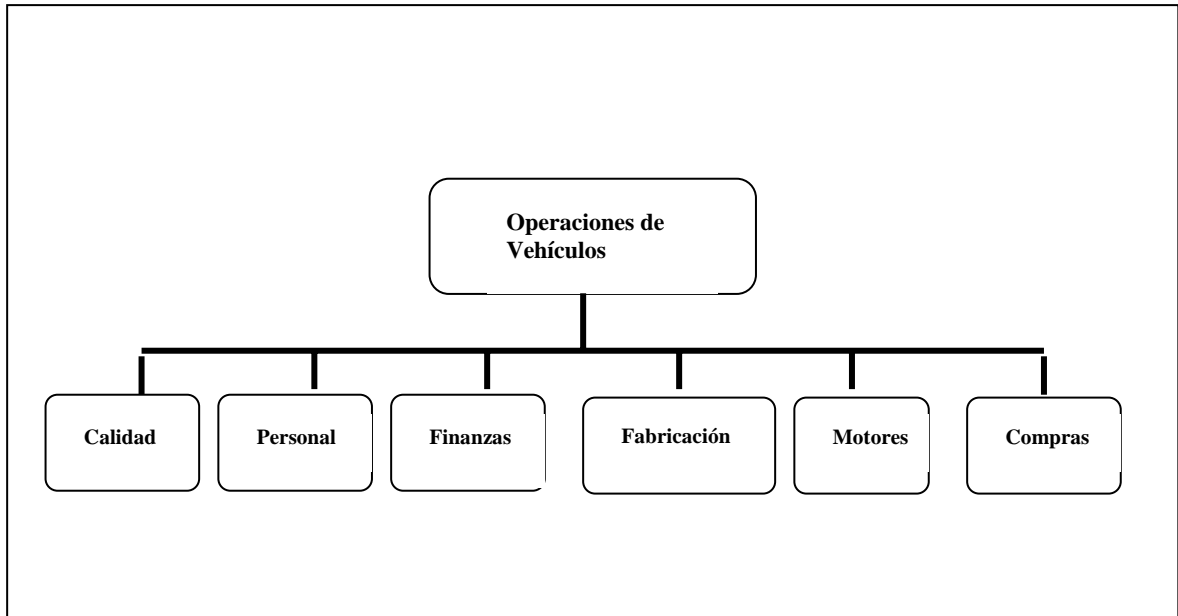 Operaciones de
Vehículos
Calidad
Personal
Finanzas
Fabricación
Motores
Compras